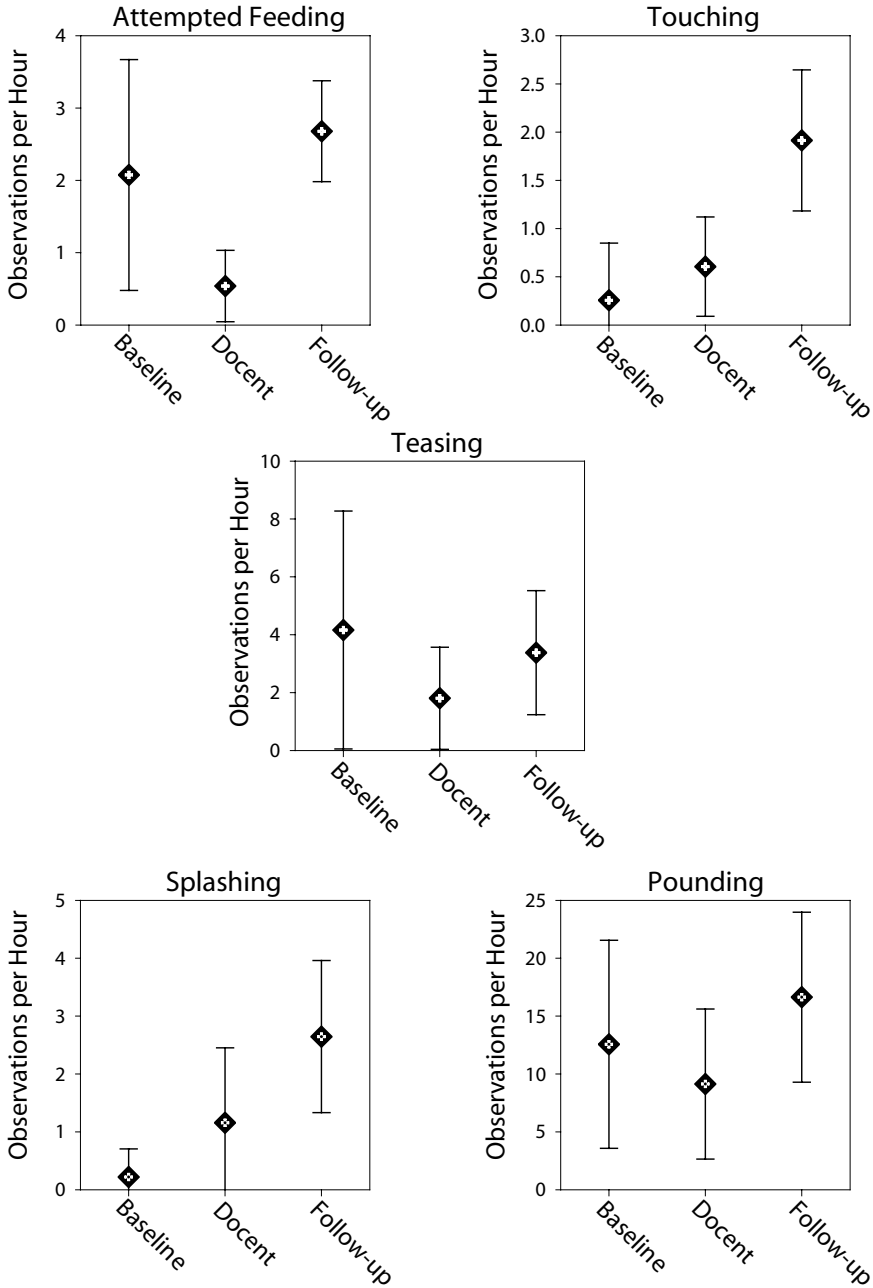 Attempted Feeding
Observations per Hour
4
3
2
1
0
Baseline
Docent
Follow-up
Touching
Observations per Hour
3.0
2.5
2.0
1.5
1.0
0.5
0.0
Baseline
Docent
Follow-up
Teasing
Observations per Hour
10
8
6
4
2
0
Baseline
Docent
Follow-up
Splashing
Observations per Hour
5
4
3
2
1
0
Baseline
Docent
Follow-up
Pounding
Observations per Hour
25
20
15
10
5
0
Baseline
Docent
Follow-up